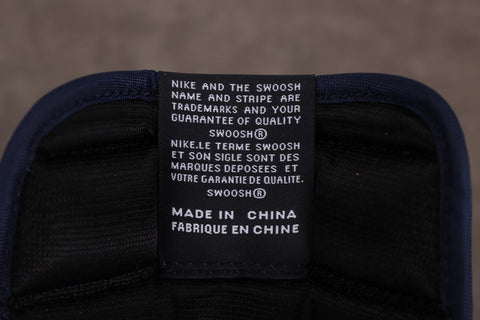 NIKE AND THE SWOOSH
NAME AND STRIPE ARE
TRADEMARKS AND YOUR
GUARANTEE OF QUALITY
SWOOSH®
NIKE.LE TERME SWOOSH
ET SON SIGLE SONT DES
MARQUES DEPOSEES ET
VOTRE GARANTIE DE QUALITE.
SWOOSH®
MADE IN CHINA
FABRIQUE EN CHINE